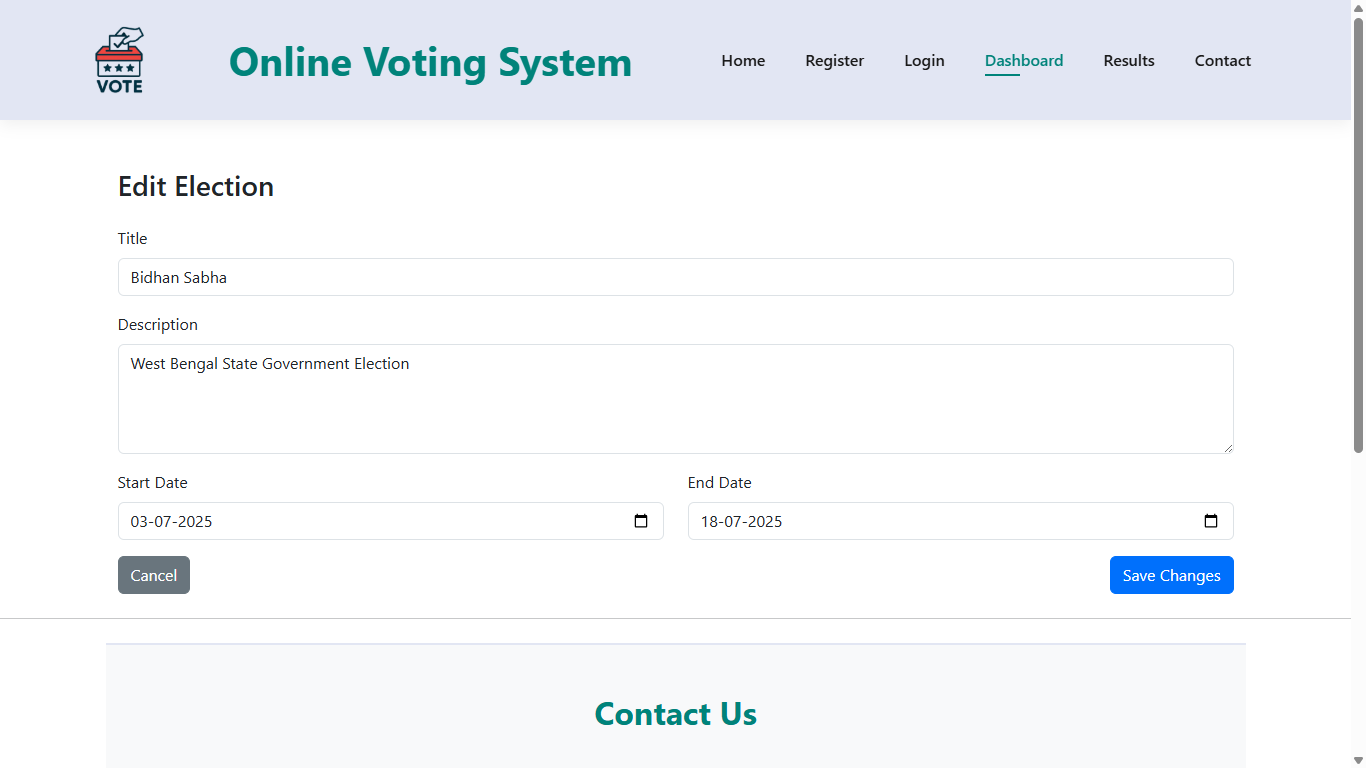 VOTE
Online Voting System
Home Register Login Dashboard Results Contact
Edit Election
Title
Bidhan Sabha
Description
West Bengal State Government Election
Start Date End Date
03-07-2025 18-07-2025
Cancel Save Changes
Contact Us